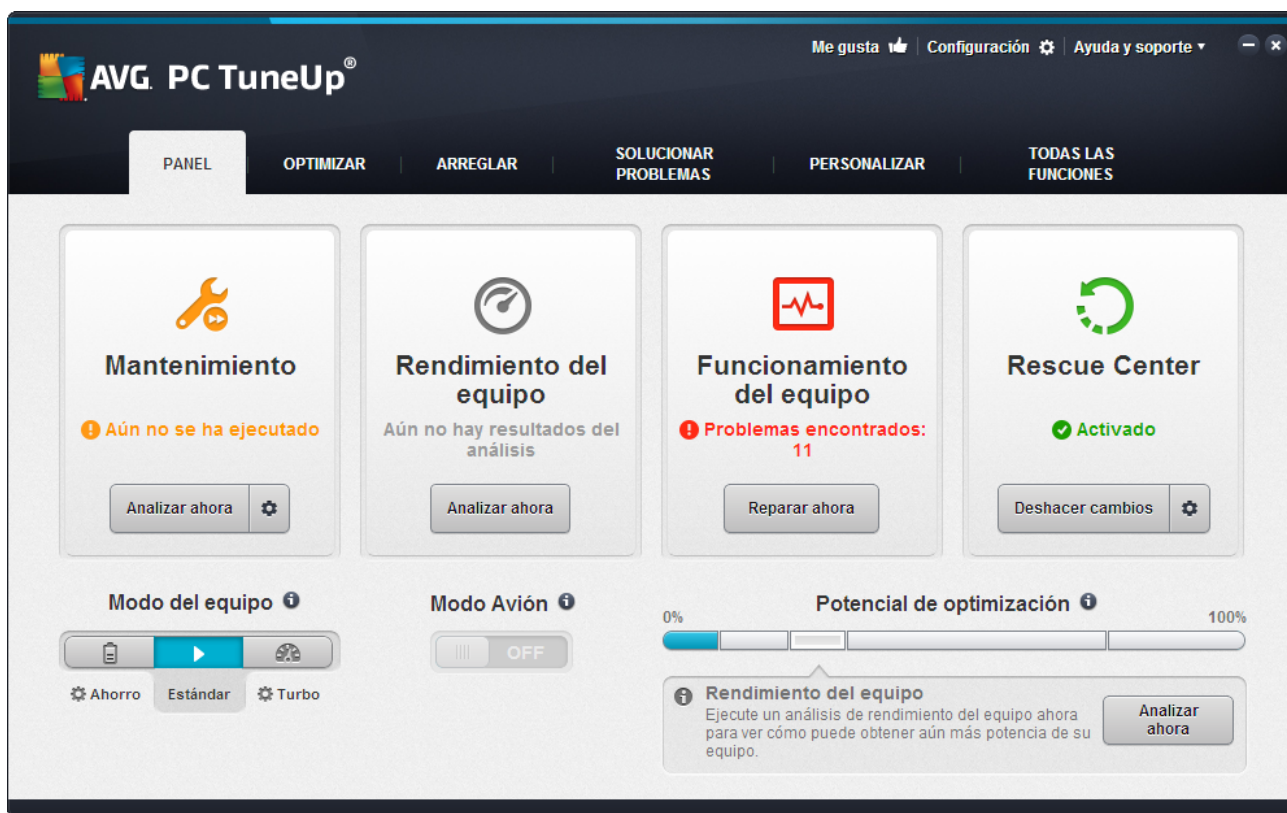 Me gusta | Configuración | Ayuda y soporte
AVG. PC TuneUp®
PANEL
OPTIMIZAR
ARREGLAR
SOLUCIONAR
PROBLEMAS
PERSONALIZAR
TODAS LAS
FUNCIONES
Mantenimiento
Aún no se ha ejecutado
Analizar ahora
Rendimiento del
equipo
Aún no hay resultados del
análisis
Analizar ahora
Funcionamiento
del equipo
Problemas encontrados:
11
Reparar ahora
Rescue Center
Activado
Deshacer cambios
Modo del equipo
Ahorro
Estándar
Turbo
Modo Avión
OFF
Potencial de optimización
0%
100%
Rendimiento del equipo
Ejecute un análisis de rendimiento del equipo ahora
para ver cómo puede obtener aún más potencia de su
equipo.
Analizar
ahora